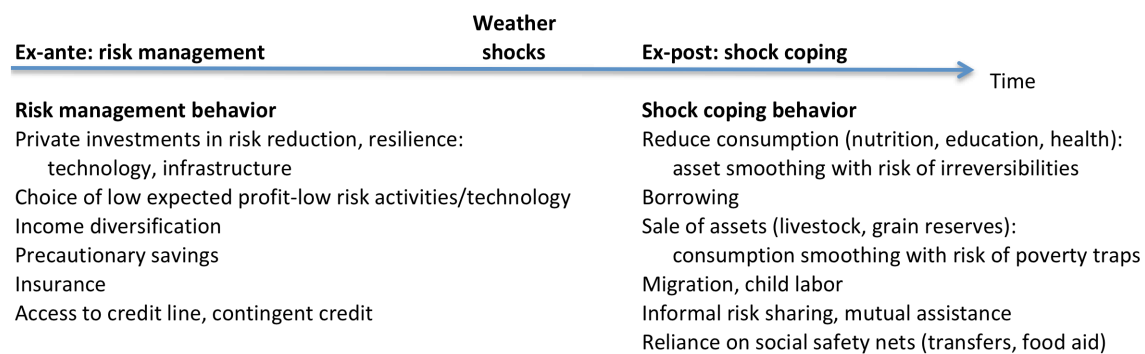 Weather
Ex-ante: risk management shocks Ex-post: shock coping
Time
Risk management behavior
Private investments in risk reduction, resilience:
technology, infrastructure
Choice of low expected profit-low risk activities/technology
Income diversification
Precautionary savings
Insurance
Access to credit line, contingent credit
Shock coping behavior
Reduce consumption (nutrition, education, health):
asset smoothing with risk of irreversibilities
Borrowing
Sale of assets (livestock, grain reserves):
consumption smoothing with risk of poverty traps
Migration, child labor
Informal risk sharing, mutual assistance
Reliance on social safety nets (transfers, food aid)